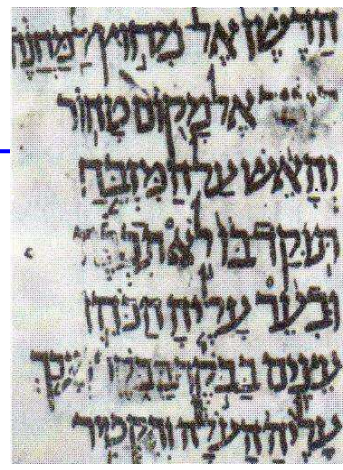 הדשן אל מחוץ למחנה
אל מקום טהור
והאש על המזבח
תוקד בו לא
ובער עליה הכהן
עצים בבקר בבקר
עליה העלה והקטיר